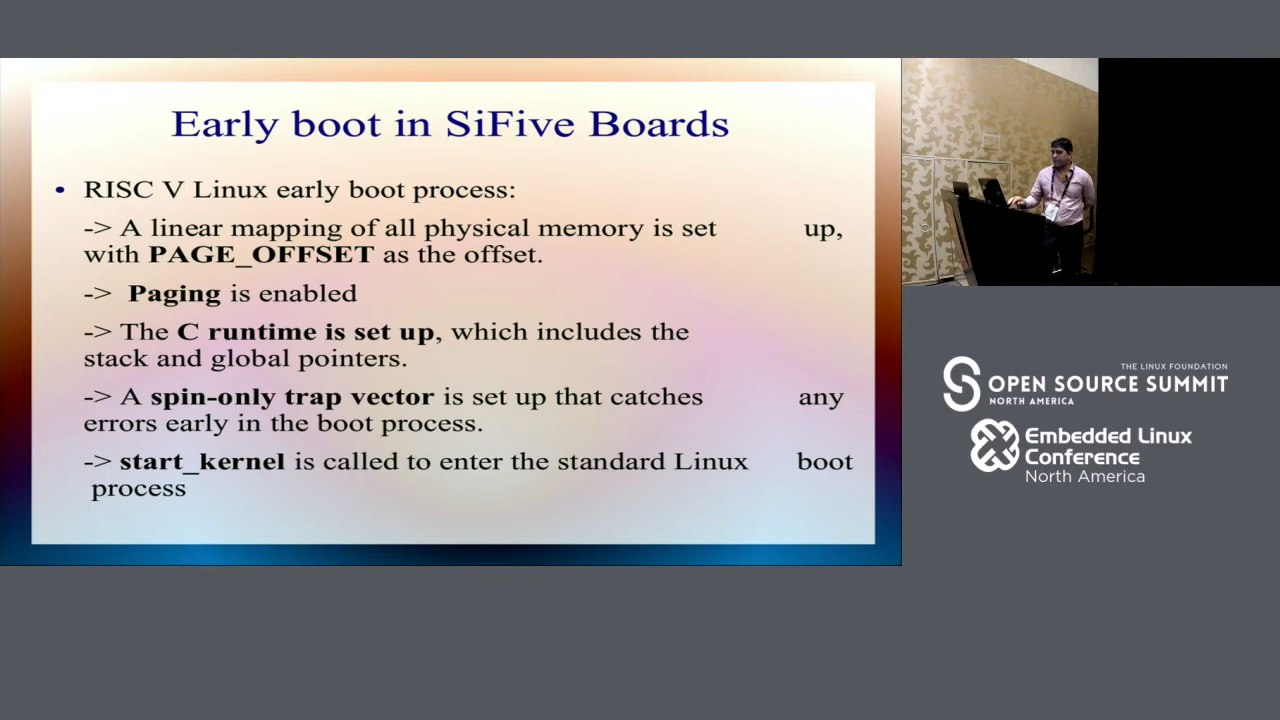 Early boot in SiFive Boards
• RISC V Linux early boot process:
-> A linear mapping of all physical memory is set up,
with PAGE_OFFSET as the offset.
-> Paging is enabled
-> The C runtime is set up, which includes the
stack and global pointers.
-> A spin-only trap vector is set up that catches any
errors early in the boot process.
-> start_kernel is called to enter the standard Linux boot
process
THE LINUX FOUNDATION
OPEN SOURCE SUMMIT
NORTH AMERICA
Embedded Linux
Conference
North America